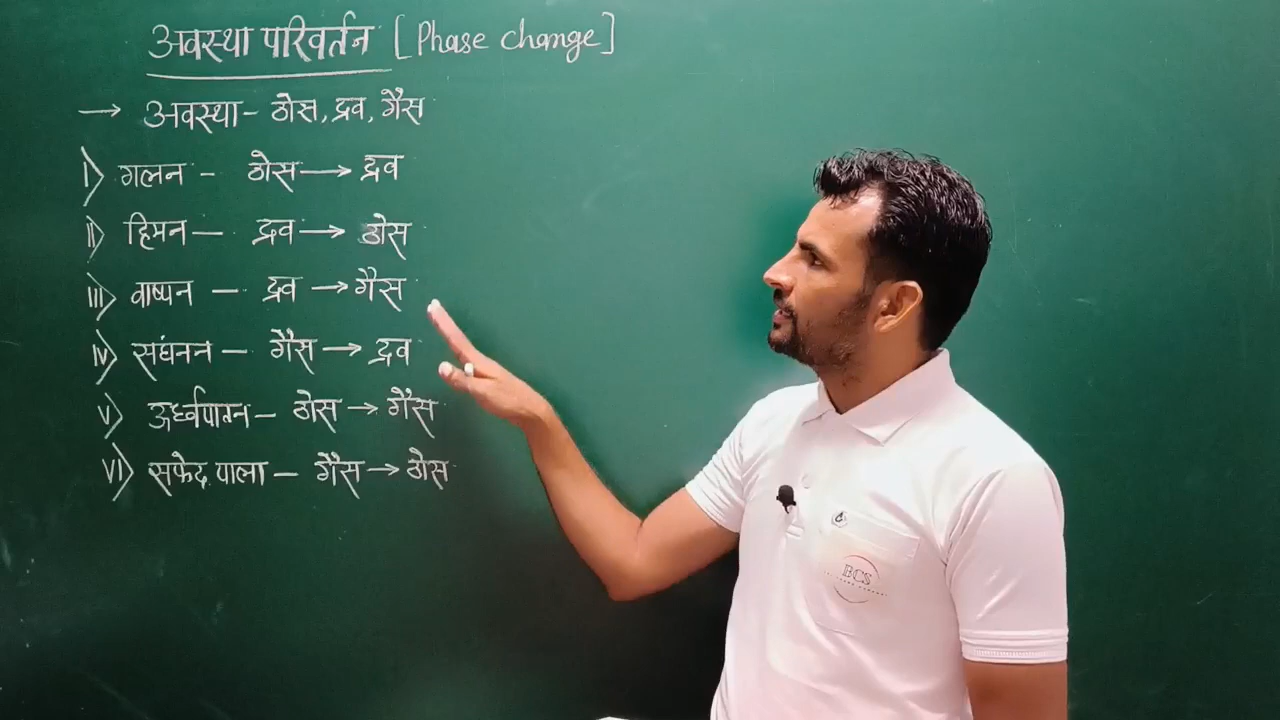 अवस्था परिवर्तन [Phase change]
→ अवस्था- ठोस, द्रव, गैस
I) गलन - ठोस → द्रव
II) हिमन - द्रव → ठोस
III) वाष्पन - द्रव → गैस
IV) संघनन - गैस → द्रव
V) ऊर्ध्वपातन - ठोस → गैस
VI) सफेद पाला - गैस → ठोस
BCS